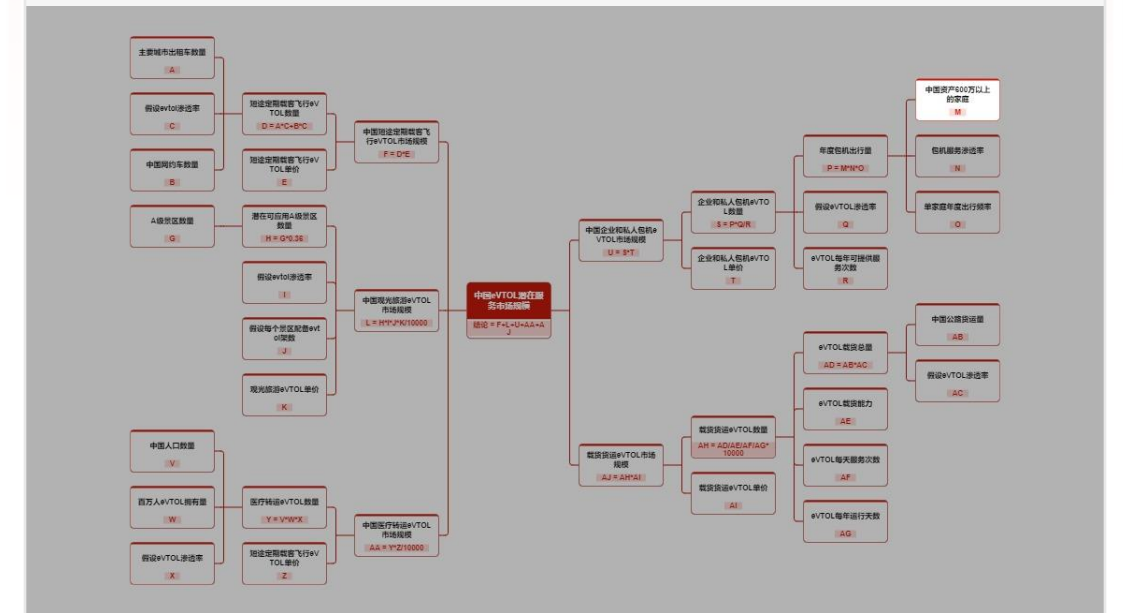 主要城市出租车数量
A
假设evtol渗透率
C
中国网约车数量
B
短途定期载客飞行eV
TOL数量
D = A*C+B*C
短途定期载客飞行eV
TOL单价
E
中国短途定期载客飞
行eVTOL市场规模
F = D*E
A级景区数量
G
潜在可应用A级景区
数量
H = G*0.36
假设evtol渗透率
I
假设每个景区配备evt
ol架数
J
观光旅游eVTOL单价
K
中国观光旅游eVTOL
市场规模
L = H*I*J*K/10000
中国人口数量
V
百万人eVTOL拥有量
W
假设eVTOL渗透率
X
医疗转运eVTOL数量
Y = V*W*X
短途定期载客飞行eV
TOL单价
Z
中国医疗转运eVTOL
市场规模
AA = Y*Z/10000
中国eVTOL潜在服
务市场规模
结论 = F+L+U+AA+A
J
中国企业和私人包机e
VTOL市场规模
U = S*T
企业和私人包机eVTO
L数量
S = P*Q/R
企业和私人包机eVTO
L单价
T
年度包机出行量
P = M*N*O
假设eVTOL渗透率
Q
eVTOL每年可提供服
务次数
R
中国资产600万以上
的家庭
M
包机服务渗透率
N
单家庭年度出行频率
O
载货货运eVTOL市场
规模
AJ = AH*AI
载货货运eVTOL数量
AH = AD/AE/AF/AG*
10000
载货货运eVTOL单价
AI
eVTOL载货总量
AD = AB*AC
eVTOL载货能力
AE
eVTOL每天服务次数
AF
eVTOL每年运行天数
AG
中国公路货运量
AB
假设eVTOL渗透率
AC